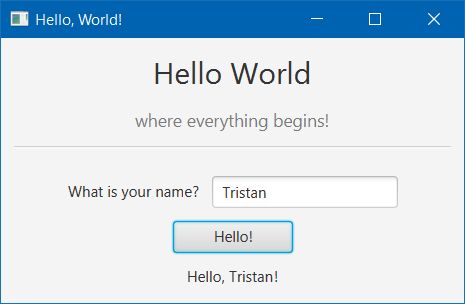 Hello, World!
Hello World
where everything begins!
What is your name? Tristan
Hello!
Hello, Tristan!